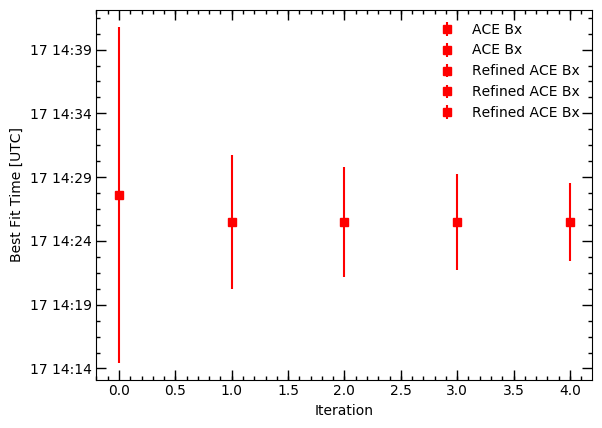 ACE Bx
ACE Bx
Refined ACE Bx
Refined ACE Bx
Refined ACE Bx
Best Fit Time [UTC]
17 14:39
17 14:34
17 14:29
17 14:24
17 14:19
17 14:14
0.0 0.5 1.0 1.5 2.0 2.5 3.0 3.5 4.0
Iteration